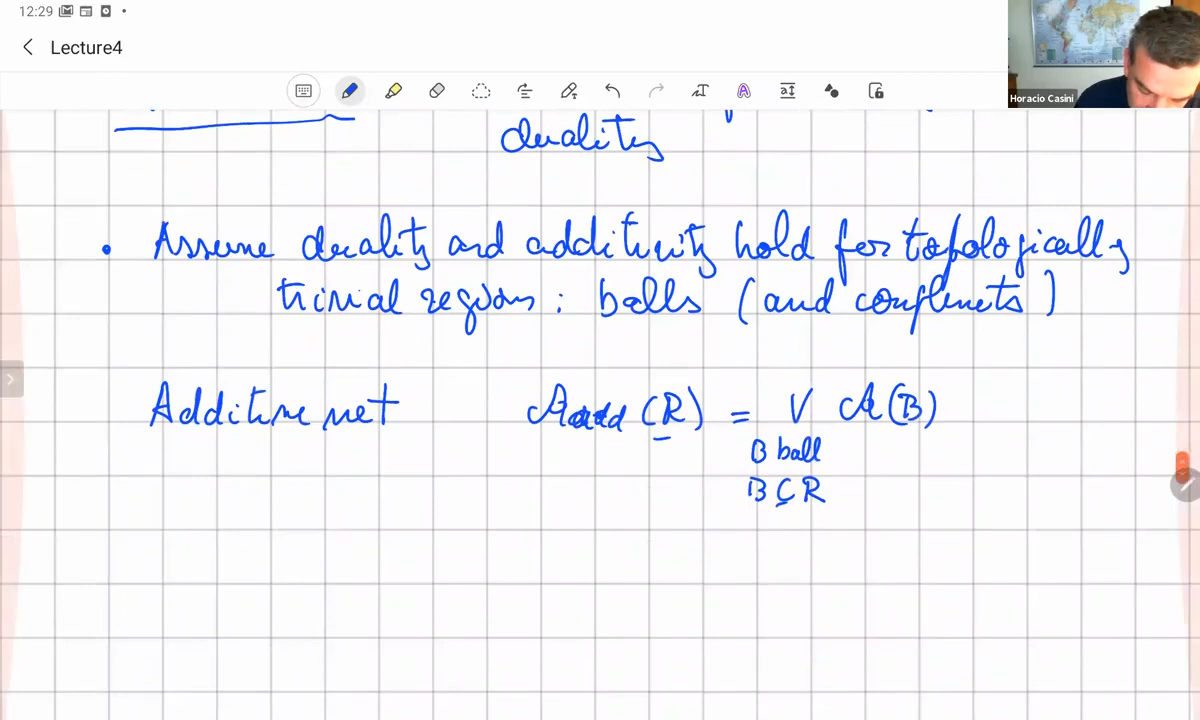 12:29
Lecture4
Horacio Casini
duality
• Assume duality and additivity hold for topologically
trivial regions : balls (and complements)
Additive net 𝒜add (R) = ∨ 𝒜(B)
B ball
B ⊆ R